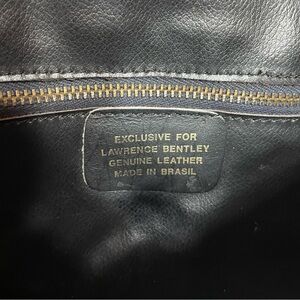 EXCLUSIVE FOR
LAWRENCE BENTLEY
GENUINE LEATHER
MADE IN BRASIL